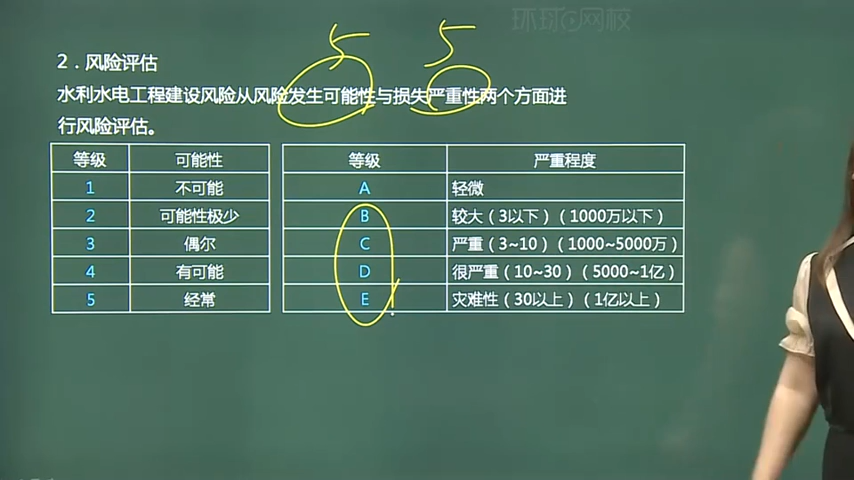 环球网校
5 5
2．风险评估
水利水电工程建设风险从风险发生可能性与损失严重性两个方面进
行风险评估。
等级 可能性 等级 严重程度
1 不可能 A 轻微
2 可能性极少 B 较大（3以下）（1000万以下）
3 偶尔 C 严重（3~10）（1000~5000万）
4 有可能 D 很严重（10~30）（5000~1亿）
5 经常 E 灾难性（30以上）（1亿以上）